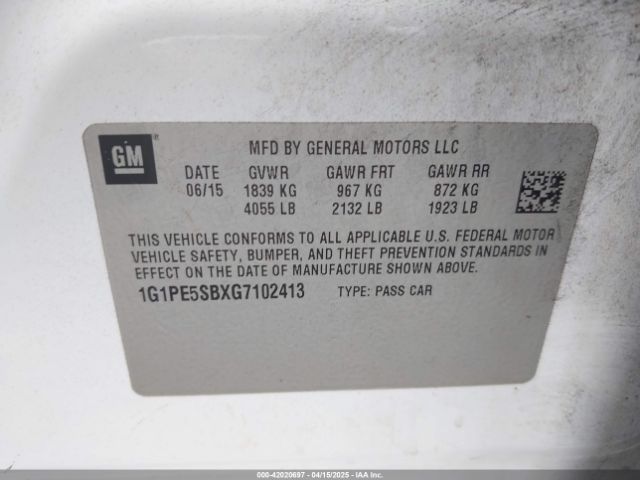 GM
MFD BY GENERAL MOTORS LLC
DATE GVWR GAWR FRT GAWR RR
06/15 1839 KG 967 KG 872 KG
4055 LB 2132 LB 1923 LB
THIS VEHICLE CONFORMS TO ALL APPLICABLE U.S. FEDERAL MOTOR
VEHICLE SAFETY, BUMPER, AND THEFT PREVENTION STANDARDS IN
EFFECT ON THE DATE OF MANUFACTURE SHOWN ABOVE.
1G1PE5SBXG7102413 TYPE: PASS CAR
000-42020697 - 04/15/2025 - IAAI.COM